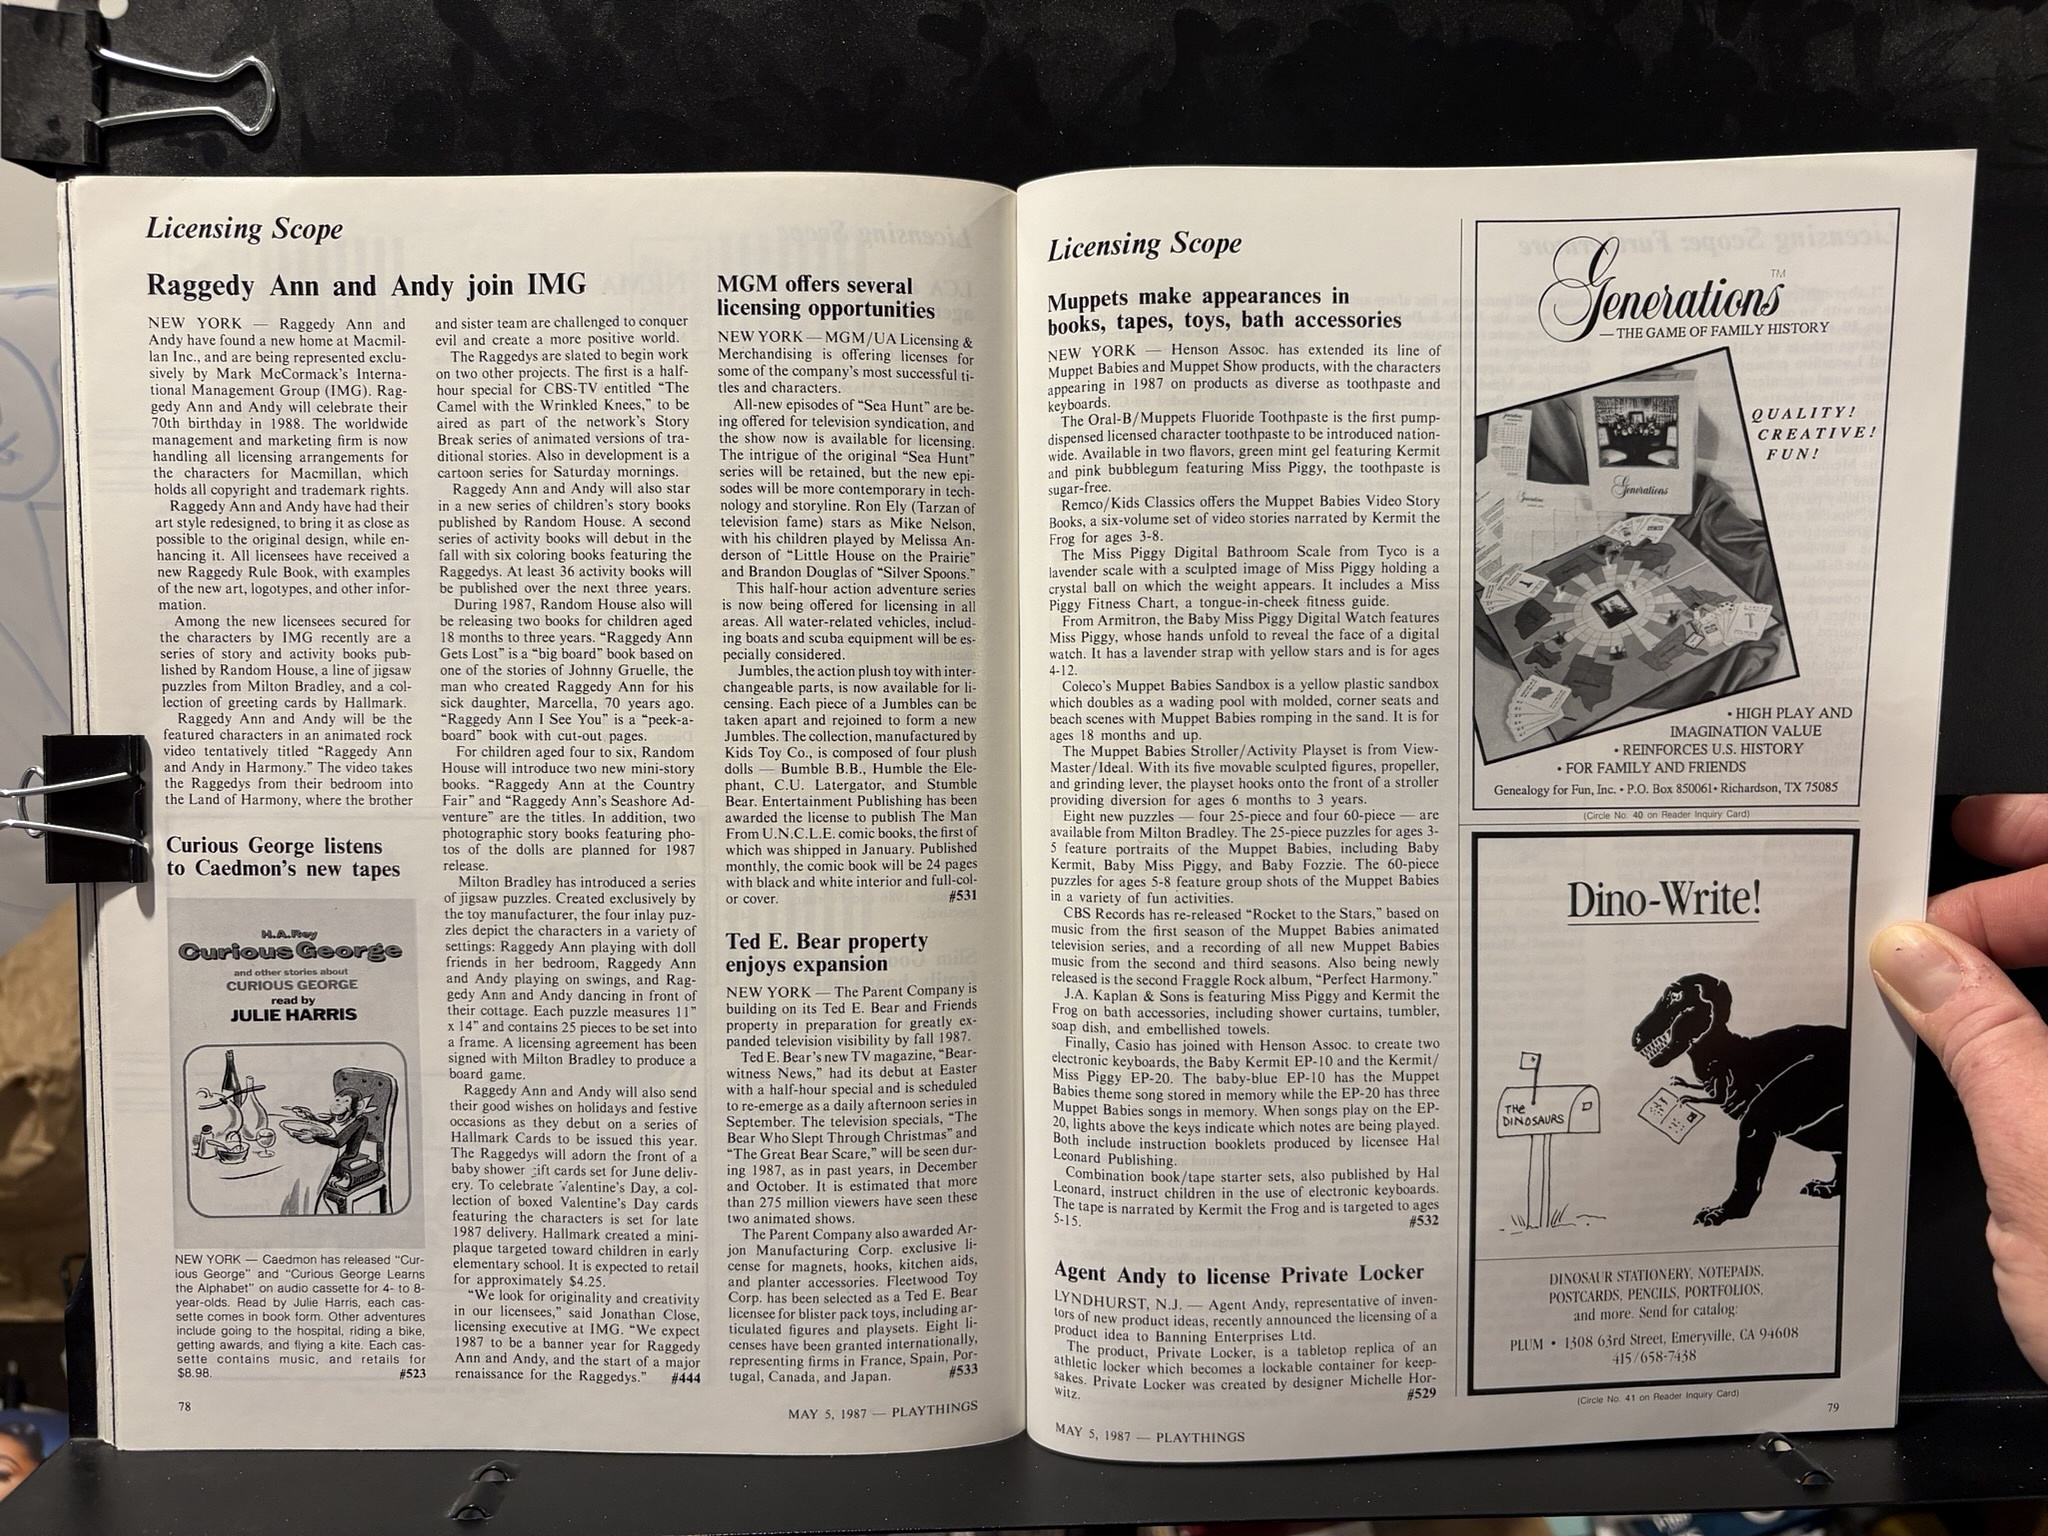 Licensing Scope
Raggedy Ann and Andy join IMG
NEW YORK — Raggedy Ann and
Andy have found a new home at Macmil-
lan Inc., and are being represented exclu-
sively by Mark McCormack's Interna-
tional Management Group (IMG). Rag-
gedy Ann and Andy will celebrate their
70th birthday in 1988. The worldwide
management and marketing firm is now
handling all licensing arrangements for
the characters for Macmillan, which
holds all copyright and trademark rights.
Raggedy Ann and Andy have had their
art style redesigned, to bring it as close as
possible to the original design, while en-
hancing it. All licensees have received a
new Raggedy Rule Book, with examples
of the new art, logotypes, and other infor-
mation.
Among the new licensees secured for
the characters by IMG recently are a
series of story and activity books pub-
lished by Random House, a line of jigsaw
puzzles from Milton Bradley, and a col-
lection of greeting cards by Hallmark.
Raggedy Ann and Andy will be the
featured characters in an animated rock
video tentatively titled "Raggedy Ann
and Andy in Harmony." The video takes
the Raggedys from their bedroom into
the Land of Harmony, where the brother
and sister team are challenged to conquer
evil and create a more positive world.
The Raggedys are slated to begin work
on two other projects. The first is a half-
hour special for CBS-TV entitled "The
Camel with the Wrinkled Knees," to be
aired as part of the network's Story
Break series of animated versions of tra-
ditional stories. Also in development is a
cartoon series for Saturday mornings.
Raggedy Ann and Andy will also star
in a new series of children's story books
published by Random House. A second
series of activity books will debut in the
fall with six coloring books featuring the
Raggedys. At least 36 activity books will
be published over the next three years.
During 1987, Random House also will
be releasing two books for children aged
18 months to three years. "Raggedy Ann
Gets Lost" is a "big board" book based on
one of the stories of Johnny Gruelle, the
man who created Raggedy Ann for his
sick daughter, Marcella, 70 years ago.
"Raggedy Ann I See You" is a "peek-a-
board" book with cut-out pages.
For children aged four to six, Random
House will introduce two new mini-story
books. "Raggedy Ann at the Country
Fair" and "Raggedy Ann's Seashore Ad-
venture" are the titles. In addition, two
photographic story books featuring pho-
tos of the dolls are planned for 1987
release.
Milton Bradley has introduced a series
of jigsaw puzzles. Created exclusively by
the toy manufacturer, the four inlay puz-
zles depict the characters in a variety of
settings: Raggedy Ann playing with doll
friends in her bedroom, Raggedy Ann
and Andy playing on swings, and Rag-
gedy Ann and Andy dancing in front of
their cottage. Each puzzle measures 11"
x 14" and contains 25 pieces to be set into
a frame. A licensing agreement has been
signed with Milton Bradley to produce a
board game.
Raggedy Ann and Andy will also send
their good wishes on holidays and festive
occasions as they debut on a series of
Hallmark Cards to be issued this year.
The Raggedys will adorn the front of a
baby shower gift cards set for June deliv-
ery. To celebrate Valentine's Day, a col-
lection of boxed Valentine's Day cards
featuring the characters is set for late
1987 delivery. Hallmark created a mini-
plaque targeted toward children in early
elementary school. It is expected to retail
for approximately $4.25.
"We look for originality and creativity
in our licensees," said Jonathan Close,
licensing executive at IMG. "We expect
1987 to be a banner year for Raggedy
Ann and Andy, and the start of a major
renaissance for the Raggedys." #444
Curious George listens
to Caedmon's new tapes
H.A.Rey
Curious George
and other stories about
CURIOUS GEORGE
read by
JULIE HARRIS
NEW YORK — Caedmon has released "Cur-
ious George" and "Curious George Learns
the Alphabet" on audio cassette for 4- to 8-
year-olds. Read by Julie Harris, each cas-
sette comes in book form. Other adventures
include going to the hospital, riding a bike,
getting awards, and flying a kite. Each cas-
sette contains music, and retails for
$8.98. #523
MGM offers several
licensing opportunities
NEW YORK — MGM/UA Licensing &
Merchandising is offering licenses for
some of the company's most successful ti-
tles and characters.
All-new episodes of "Sea Hunt" are be-
ing offered for television syndication, and
the show now is available for licensing.
The intrigue of the original "Sea Hunt"
series will be retained, but the new epi-
sodes will be more contemporary in tech-
nology and storyline. Ron Ely (Tarzan of
television fame) stars as Mike Nelson,
with his children played by Melissa An-
derson of "Little House on the Prairie"
and Brandon Douglas of "Silver Spoons."
This half-hour action adventure series
is now being offered for licensing in all
areas. All water-related vehicles, includ-
ing boats and scuba equipment will be es-
pecially considered.
Jumbles, the action plush toy with inter-
changeable parts, is now available for li-
censing. Each piece of a Jumbles can be
taken apart and rejoined to form a new
Jumbles. The collection, manufactured by
Kids Toy Co., is composed of four plush
dolls — Bumble B.B., Humble the Ele-
phant, C.U. Latergator, and Stumble
Bear. Entertainment Publishing has been
awarded the license to publish The Man
From U.N.C.L.E. comic books, the first of
which was shipped in January. Published
monthly, the comic book will be 24 pages
with black and white interior and full-col-
or cover. #531
Ted E. Bear property
enjoys expansion
NEW YORK — The Parent Company is
building on its Ted E. Bear and Friends
property in preparation for greatly ex-
panded television visibility by fall 1987.
Ted E. Bear's new TV magazine, "Bear-
witness News," had its debut at Easter
with a half-hour special and is scheduled
to re-emerge as a daily afternoon series in
September. The television specials, "The
Bear Who Slept Through Christmas" and
"The Great Bear Scare," will be seen dur-
ing 1987, as in past years, in December
and October. It is estimated that more
than 275 million viewers have seen these
two animated shows.
The Parent Company also awarded Ar-
jon Manufacturing Corp. exclusive li-
cense for magnets, hooks, kitchen aids,
and planter accessories. Fleetwood Toy
Corp. has been selected as a Ted E. Bear
licensee for blister pack toys, including ar-
ticulated figures and playsets. Eight li-
censes have been granted internationally,
representing firms in France, Spain, Por-
tugal, Canada, and Japan. #533
78
MAY 5, 1987 — PLAYTHINGS
Licensing Scope
Muppets make appearances in
books, tapes, toys, bath accessories
NEW YORK — Henson Assoc. has extended its line of
Muppet Babies and Muppet Show products, with the characters
appearing in 1987 on products as diverse as toothpaste and
keyboards.
The Oral-B/Muppets Fluoride Toothpaste is the first pump-
dispensed licensed character toothpaste to be introduced nation-
wide. Available in two flavors, green mint gel featuring Kermit
and pink bubblegum featuring Miss Piggy, the toothpaste is
sugar-free.
Remco/Kids Classics offers the Muppet Babies Video Story
Books, a six-volume set of video stories narrated by Kermit the
Frog for ages 3-8.
The Miss Piggy Digital Bathroom Scale from Tyco is a
lavender scale with a sculpted image of Miss Piggy holding a
crystal ball on which the weight appears. It includes a Miss
Piggy Fitness Chart, a tongue-in-cheek fitness guide.
From Armitron, the Baby Miss Piggy Digital Watch features
Miss Piggy, whose hands unfold to reveal the face of a digital
watch. It has a lavender strap with yellow stars and is for ages
4-12.
Coleco's Muppet Babies Sandbox is a yellow plastic sandbox
which doubles as a wading pool with molded, corner seats and
beach scenes with Muppet Babies romping in the sand. It is for
ages 18 months and up.
The Muppet Babies Stroller/Activity Playset is from View-
Master/Ideal. With its five movable sculpted figures, propeller,
and grinding lever, the playset hooks onto the front of a stroller
providing diversion for ages 6 months to 3 years.
Eight new puzzles — four 25-piece and four 60-piece — are
available from Milton Bradley. The 25-piece puzzles for ages 3-
5 feature portraits of the Muppet Babies, including Baby
Kermit, Baby Miss Piggy, and Baby Fozzie. The 60-piece
puzzles for ages 5-8 feature group shots of the Muppet Babies
in a variety of fun activities.
CBS Records has re-released "Rocket to the Stars," based on
music from the first season of the Muppet Babies animated
television series, and a recording of all new Muppet Babies
music from the second and third seasons. Also being newly
released is the second Fraggle Rock album, "Perfect Harmony."
J.A. Kaplan & Sons is featuring Miss Piggy and Kermit the
Frog on bath accessories, including shower curtains, tumbler,
soap dish, and embellished towels.
Finally, Casio has joined with Henson Assoc. to create two
electronic keyboards, the Baby Kermit EP-10 and the Kermit/
Miss Piggy EP-20. The baby-blue EP-10 has the Muppet
Babies theme song stored in memory while the EP-20 has three
Muppet Babies songs in memory. When songs play on the EP-
20, lights above the keys indicate which notes are being played.
Both include instruction booklets produced by licensee Hal
Leonard Publishing.
Combination book/tape starter sets, also published by Hal
Leonard, instruct children in the use of electronic keyboards.
The tape is narrated by Kermit the Frog and is targeted to ages
5-15. #532
Agent Andy to license Private Locker
LYNDHURST, N.J. — Agent Andy, representative of inven-
tors of new product ideas, recently announced the licensing of a
product idea to Banning Enterprises Ltd.
The product, Private Locker, is a tabletop replica of an
athletic locker which becomes a lockable container for keep-
sakes. Private Locker was created by designer Michelle Hor-
witz. #529
MAY 5, 1987 — PLAYTHINGS
Generations™
— THE GAME OF FAMILY HISTORY
QUALITY!
CREATIVE!
FUN!
Generations
• HIGH PLAY AND
IMAGINATION VALUE
• REINFORCES U.S. HISTORY
• FOR FAMILY AND FRIENDS
Genealogy for Fun, Inc. • P.O. Box 850061 • Richardson, TX 75085
(Circle No. 40 on Reader Inquiry Card)
Dino-Write!
THE
DINOSAURS
DINOSAUR STATIONERY, NOTEPADS,
POSTCARDS, PENCILS, PORTFOLIOS,
and more. Send for catalog:
PLUM • 1308 63rd Street, Emeryville, CA 94608
415/658-7438
(Circle No. 41 on Reader Inquiry Card)
79